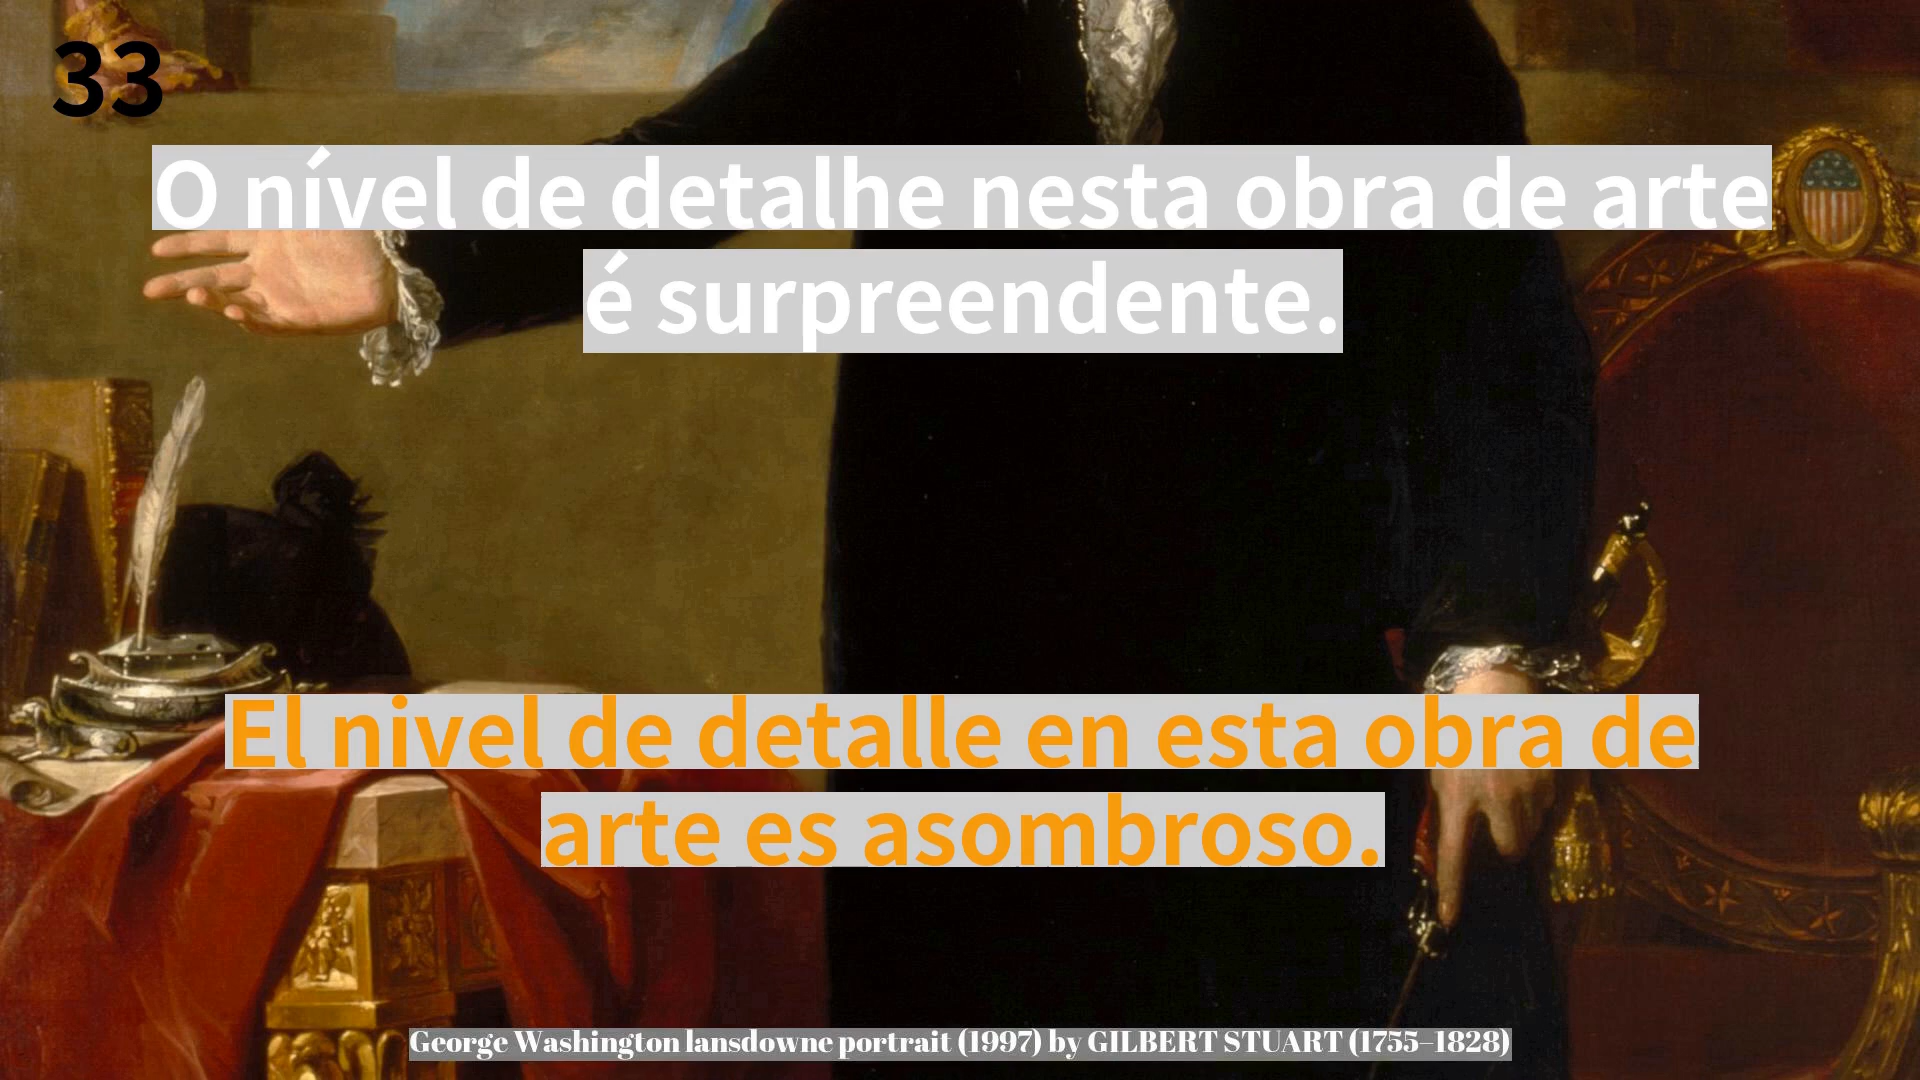 33
O nível de detalhe nesta obra de arte
é surpreendente.
El nivel de detalle en esta obra de
arte es asombroso.
George Washington lansdowne portrait (1997) by GILBERT STUART (1755–1828)